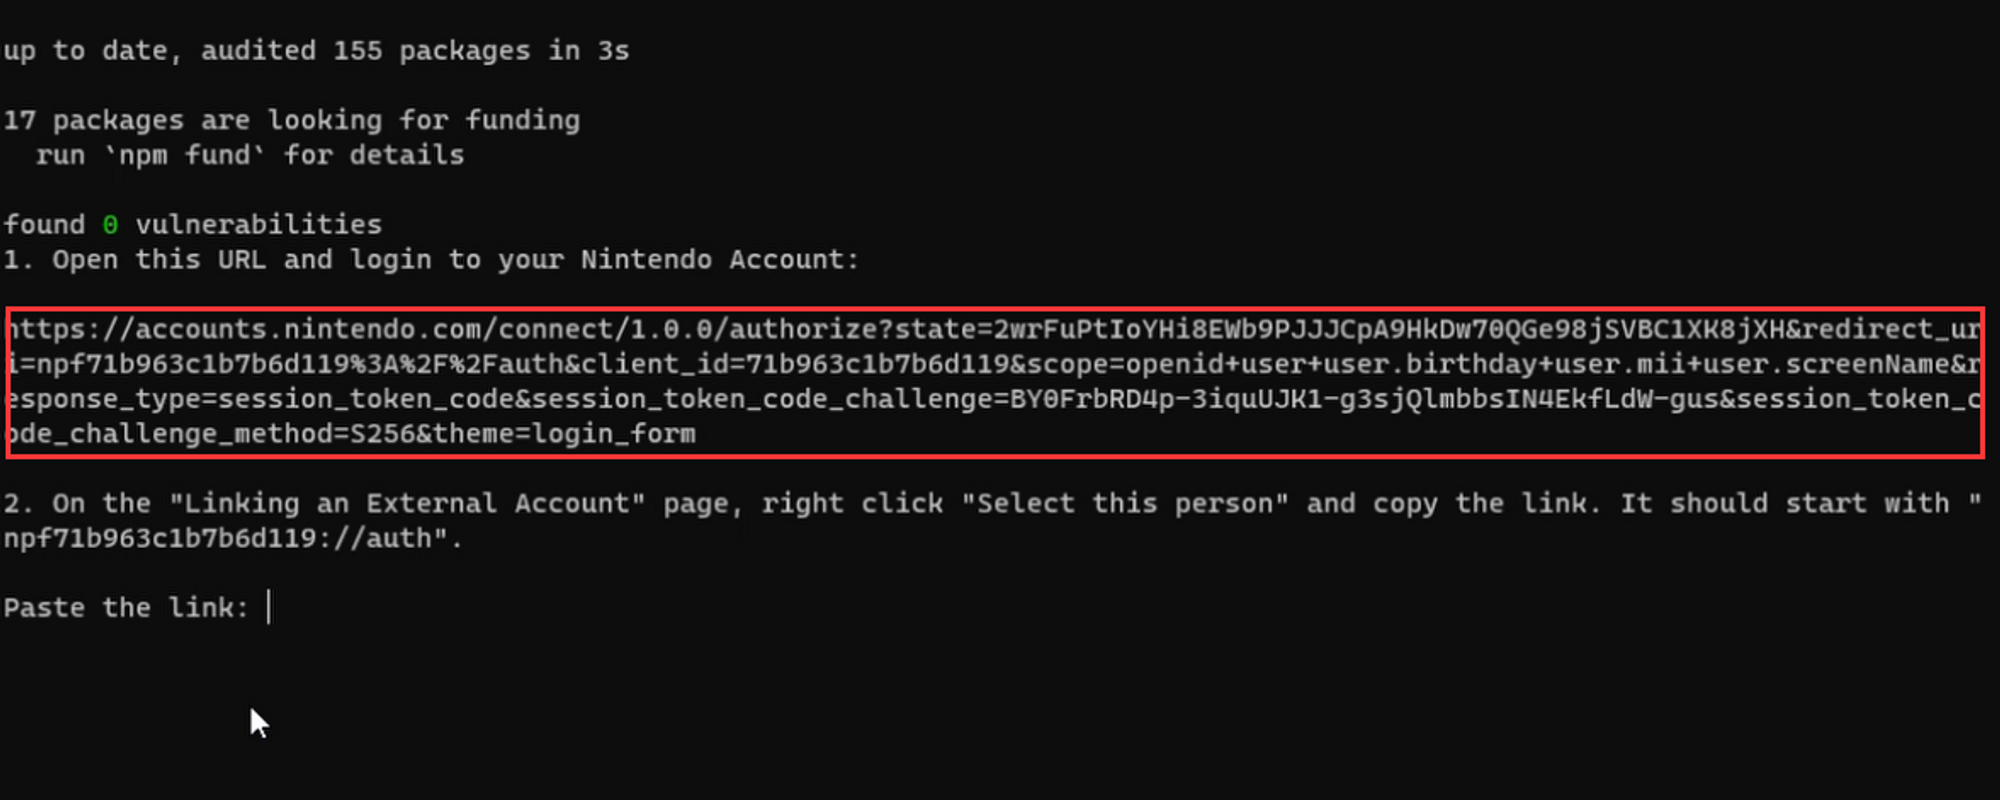 up to date, audited 155 packages in 3s
17 packages are looking for funding
run `npm fund` for details
found 0 vulnerabilities
1. Open this URL and login to your Nintendo Account:
https://accounts.nintendo.com/connect/1.0.0/authorize?state=2wrFuPtIoYHi8EWb9PJJJCpA9HkDw70QGe98jSVBC1XK8jXH&redirect_ur
i=npf71b963c1b7b6d119%3A%2F%2Fauth&client_id=71b963c1b7b6d119&scope=openid+user+user.birthday+user.mii+user.screenName&r
esponse_type=session_token_code&session_token_code_challenge=BY0FrbRD4p-3iquUJK1-g3sjQlmbbsIN4EkfLdW-gus&session_token_c
ode_challenge_method=S256&theme=login_form
2. On the "Linking an External Account" page, right click "Select this person" and copy the link. It should start with "
npf71b963c1b7b6d119://auth".
Paste the link: